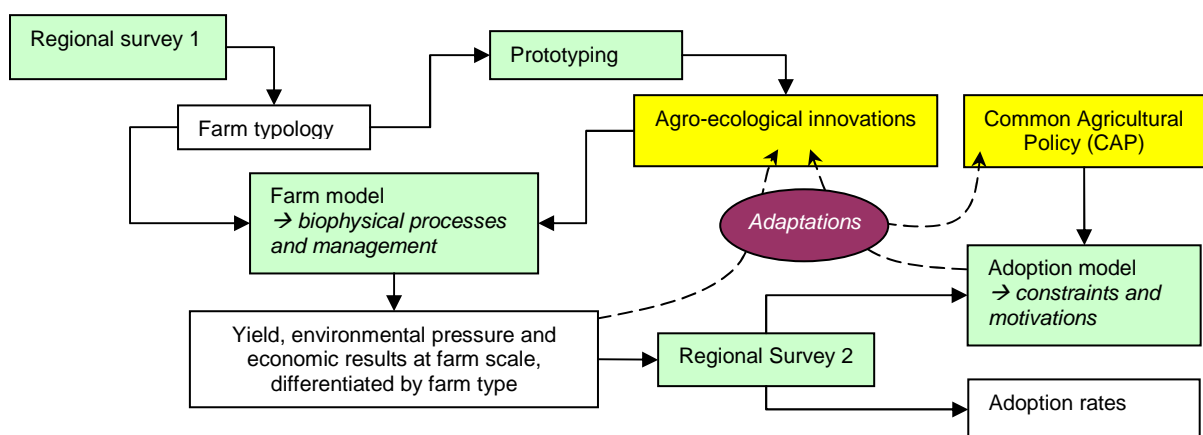 Regional survey 1
Prototyping
Farm typology
Agro-ecological innovations
Common Agricultural
Policy (CAP)
Farm model
→ biophysical processes
and management
Adaptations
Adoption model
→ constraints and
motivations
Yield, environmental pressure and
economic results at farm scale,
differentiated by farm type
Regional Survey 2
Adoption rates